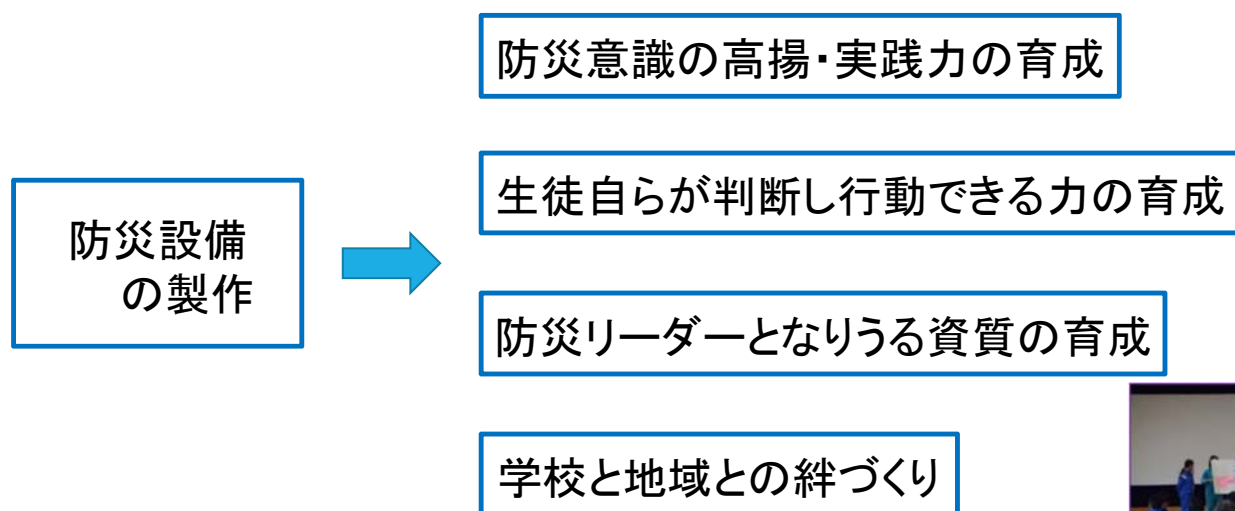 防災意識の高揚・実践力の育成
生徒自らが判断し行動できる力の育成
防災設備
の製作
防災リーダーとなりうる資質の育成
学校と地域との絆づくり